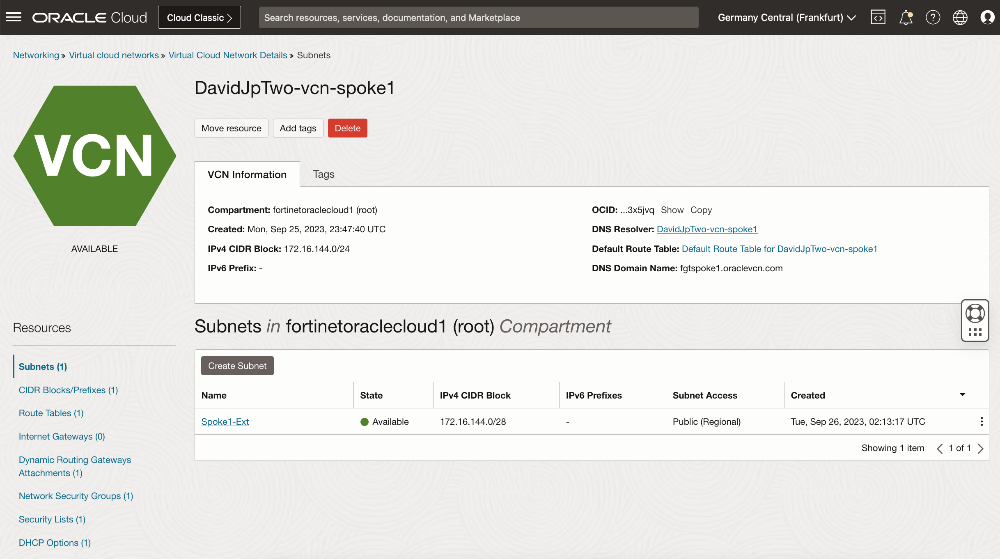 ORACLE Cloud
Cloud Classic
Search resources, services, documentation, and Marketplace
Germany Central (Frankfurt)
Networking » Virtual cloud networks » Virtual Cloud Network Details » Subnets
VCN
AVAILABLE
DavidJpTwo-vcn-spoke1
Move resource
Add tags
Delete
VCN Information
Tags
Compartment: fortinetoraclecloud1 (root)
Created: Mon, Sep 25, 2023, 23:47:40 UTC
IPv4 CIDR Block: 172.16.144.0/24
IPv6 Prefix: -
OCID: ...3x5jvq Show Copy
DNS Resolver: DavidJpTwo-vcn-spoke1
Default Route Table: Default Route Table for DavidJpTwo-vcn-spoke1
DNS Domain Name: fgtspoke1.oraclevcn.com
Resources
Subnets (1)
CIDR Blocks/Prefixes (1)
Route Tables (1)
Internet Gateways (0)
Dynamic Routing Gateways
Attachments (1)
Network Security Groups (1)
Security Lists (1)
DHCP Options (1)
Subnets in fortinetoraclecloud1 (root) Compartment
Create Subnet
Name State IPv4 CIDR Block IPv6 Prefixes Subnet Access Created
Spoke1-Ext Available 172.16.144.0/28 - Public (Regional) Tue, Sep 26, 2023, 02:13:17 UTC
Showing 1 item 1 of 1